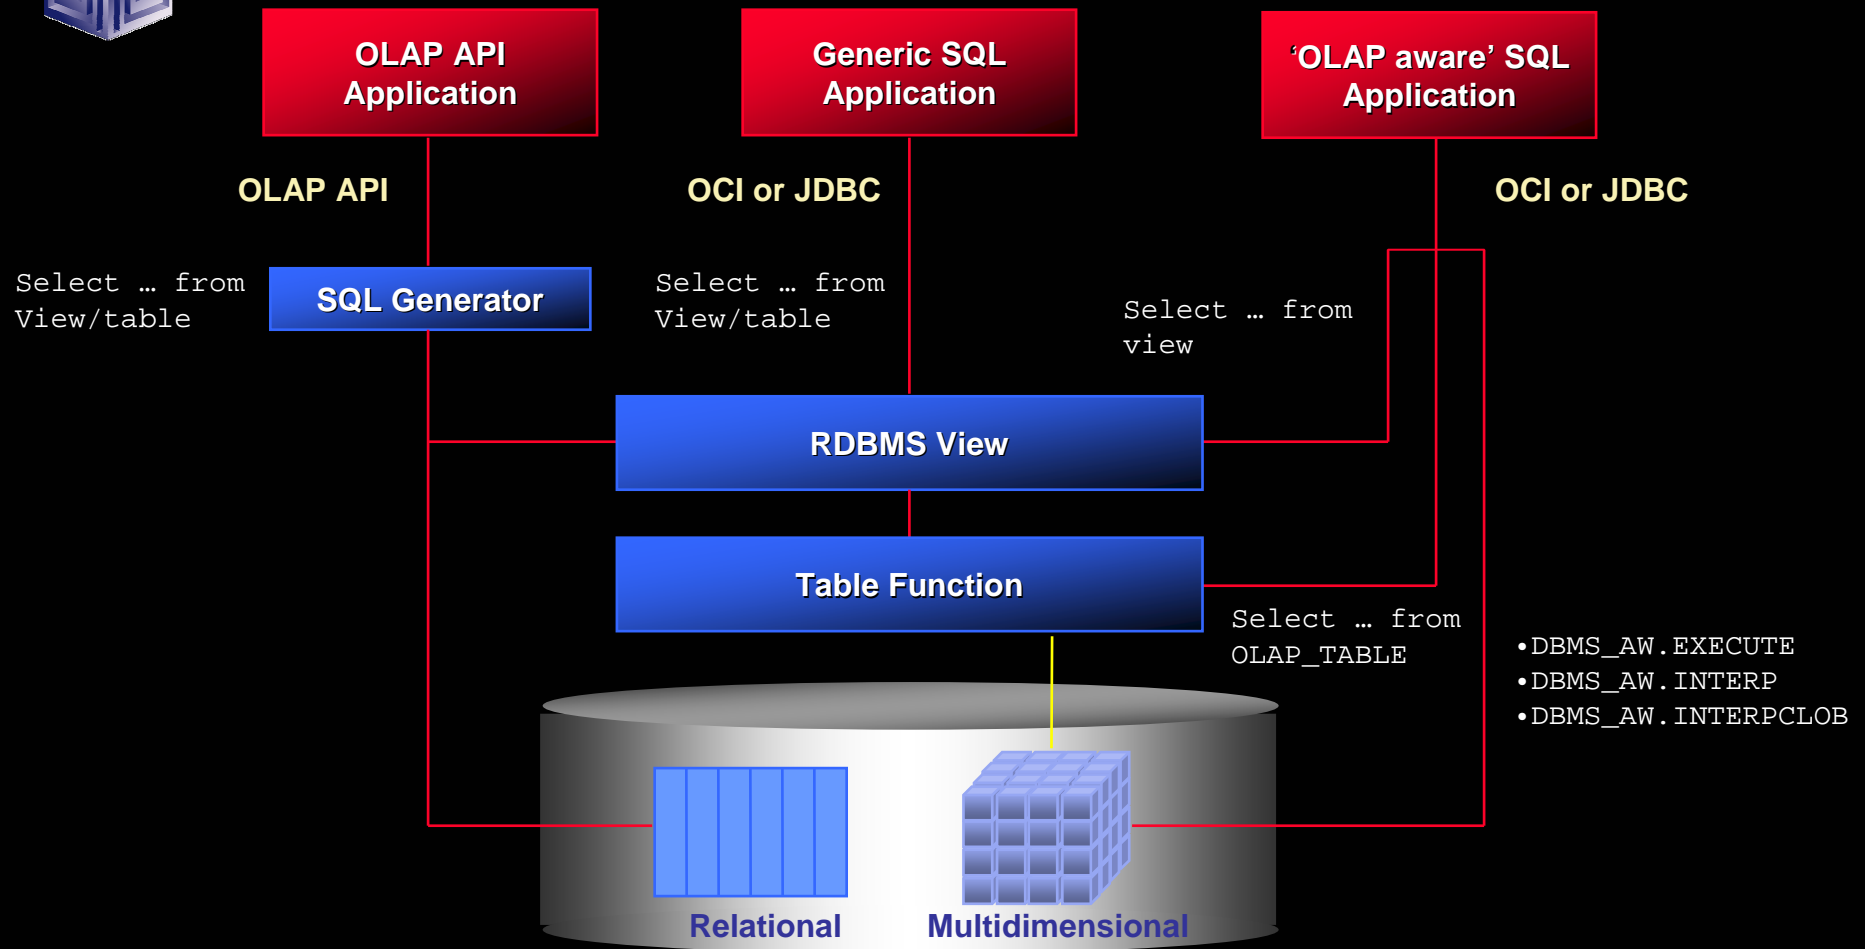 OLAP API
Application
Generic SQL
Application
‘OLAP aware’ SQL
Application
OLAP API
OCI or JDBC
OCI or JDBC
Select … from
View/table
SQL Generator
Select … from
View/table
Select … from
view
RDBMS View
Table Function
Select … from
OLAP_TABLE
•DBMS_AW.EXECUTE
•DBMS_AW.INTERP
•DBMS_AW.INTERPCLOB
Relational
Multidimensional